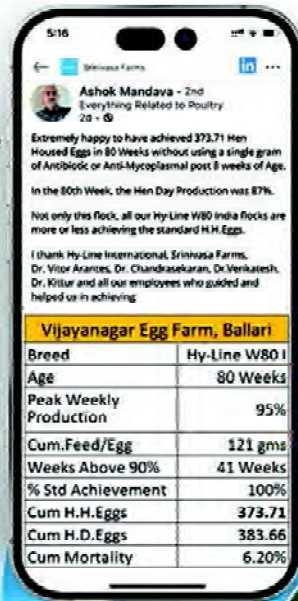 5:16
Srinivasa Farms
in
Ashok Mandava • 2nd
Everything Related to Poultry
2d •
Extremely happy to have achieved 373.71 Hen
Housed Eggs in 80 Weeks without using a single gram
of Antibiotic or Anti-Mycoplasmal post 8 weeks of Age.
In the 80th Week, the Hen Day Production was 87%.
Not only this flock, all our Hy-Line W80 India flocks are
more or less achieving the standard H.H.Eggs.
I thank Hy-Line International, Srinivasa Farms,
Dr. Vitor Arantes, Dr. Chandrasekaran, Dr.Venkatesh,
Dr. Kittur and all our employees who guided and
helped us in achieving
Vijayanagar Egg Farm, Ballari
Breed Hy-Line W80 I
Age 80 Weeks
Peak Weekly
Production 95%
Cum.Feed/Egg 121 gms
Weeks Above 90% 41 Weeks
% Std Achievement 100%
Cum H.H.Eggs 373.71
Cum H.D.Eggs 383.66
Cum Mortality 6.20%